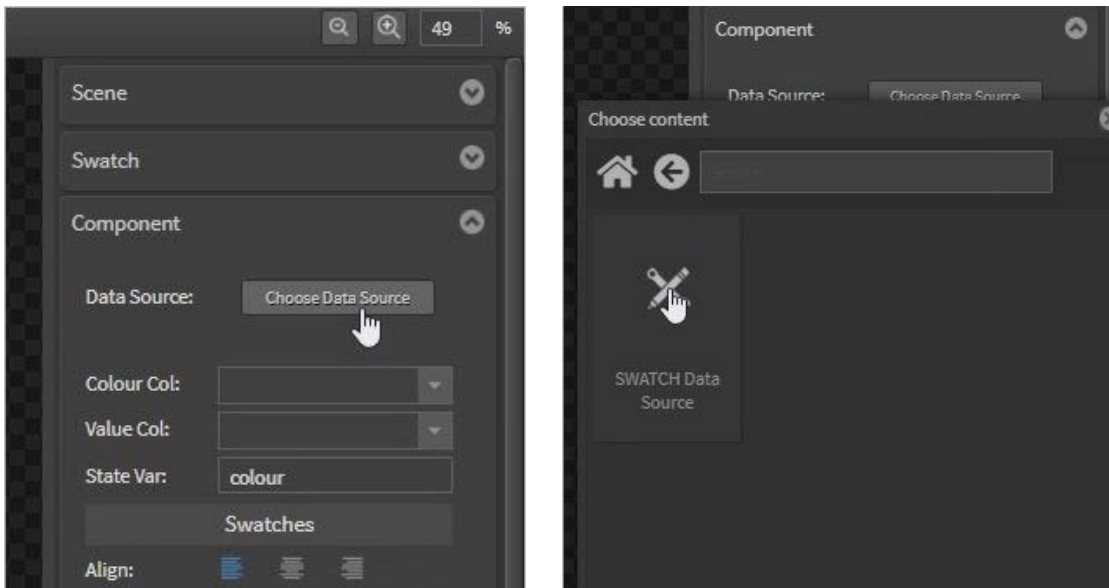 49 %
Scene
Swatch
Component
Data Source: Choose Data Source
Colour Col:
Value Col:
State Var: colour
Swatches
Align:
Component
Data Source: Choose Data Source
Choose content
SWATCH Data
Source